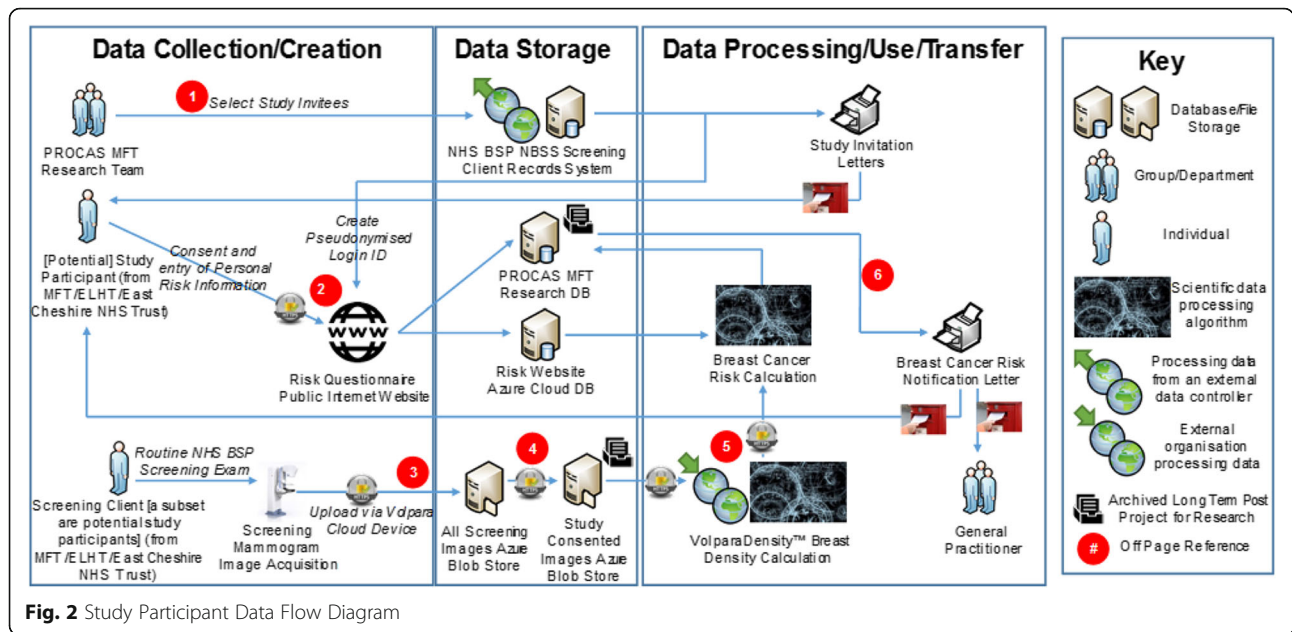 Data Collection/Creation
Data Storage
Data Processing/Use/Transfer
Key
1
Select Study Invitees
PROCAS MFT
Research Team
NHS BSP NBSS Screening
Client Records System
Study Invitation
Letters
Database/File
Storage
Group/Department
Individual
Scientific data
processing
algorithm
Processing data
from an external
data controller
External
organisation
processing data
Archived Long Term Post
Project for Research
#
Off Page Reference
[Potential] Study
Participant (from
MFT/ELHT/East
Cheshire NHS Trust)
Consent and
entry of Personal
Risk Information
Create
Pseudonymised
Login ID
2
WWW
Risk Questionnaire
Public Internet Website
PROCAS MFT
Research DB
Risk Website
Azure Cloud DB
Breast Cancer
Risk Calculation
6
Breast Cancer Risk
Notification Letter
General
Practitioner
Routine NHS BSP
Screening Exam
Screening Client [a subset
are potential study
participants] (from
MFT/ELHT/East Cheshire
NHS Trust)
Screening
Mammogram
Image Acquisition
3
Upload via Volpara
Cloud Device
All Screening
Images Azure
Blob Store
4
Study
Consented
Images Azure
Blob Store
5
VolparaDensity™ Breast
Density Calculation
Fig. 2 Study Participant Data Flow Diagram